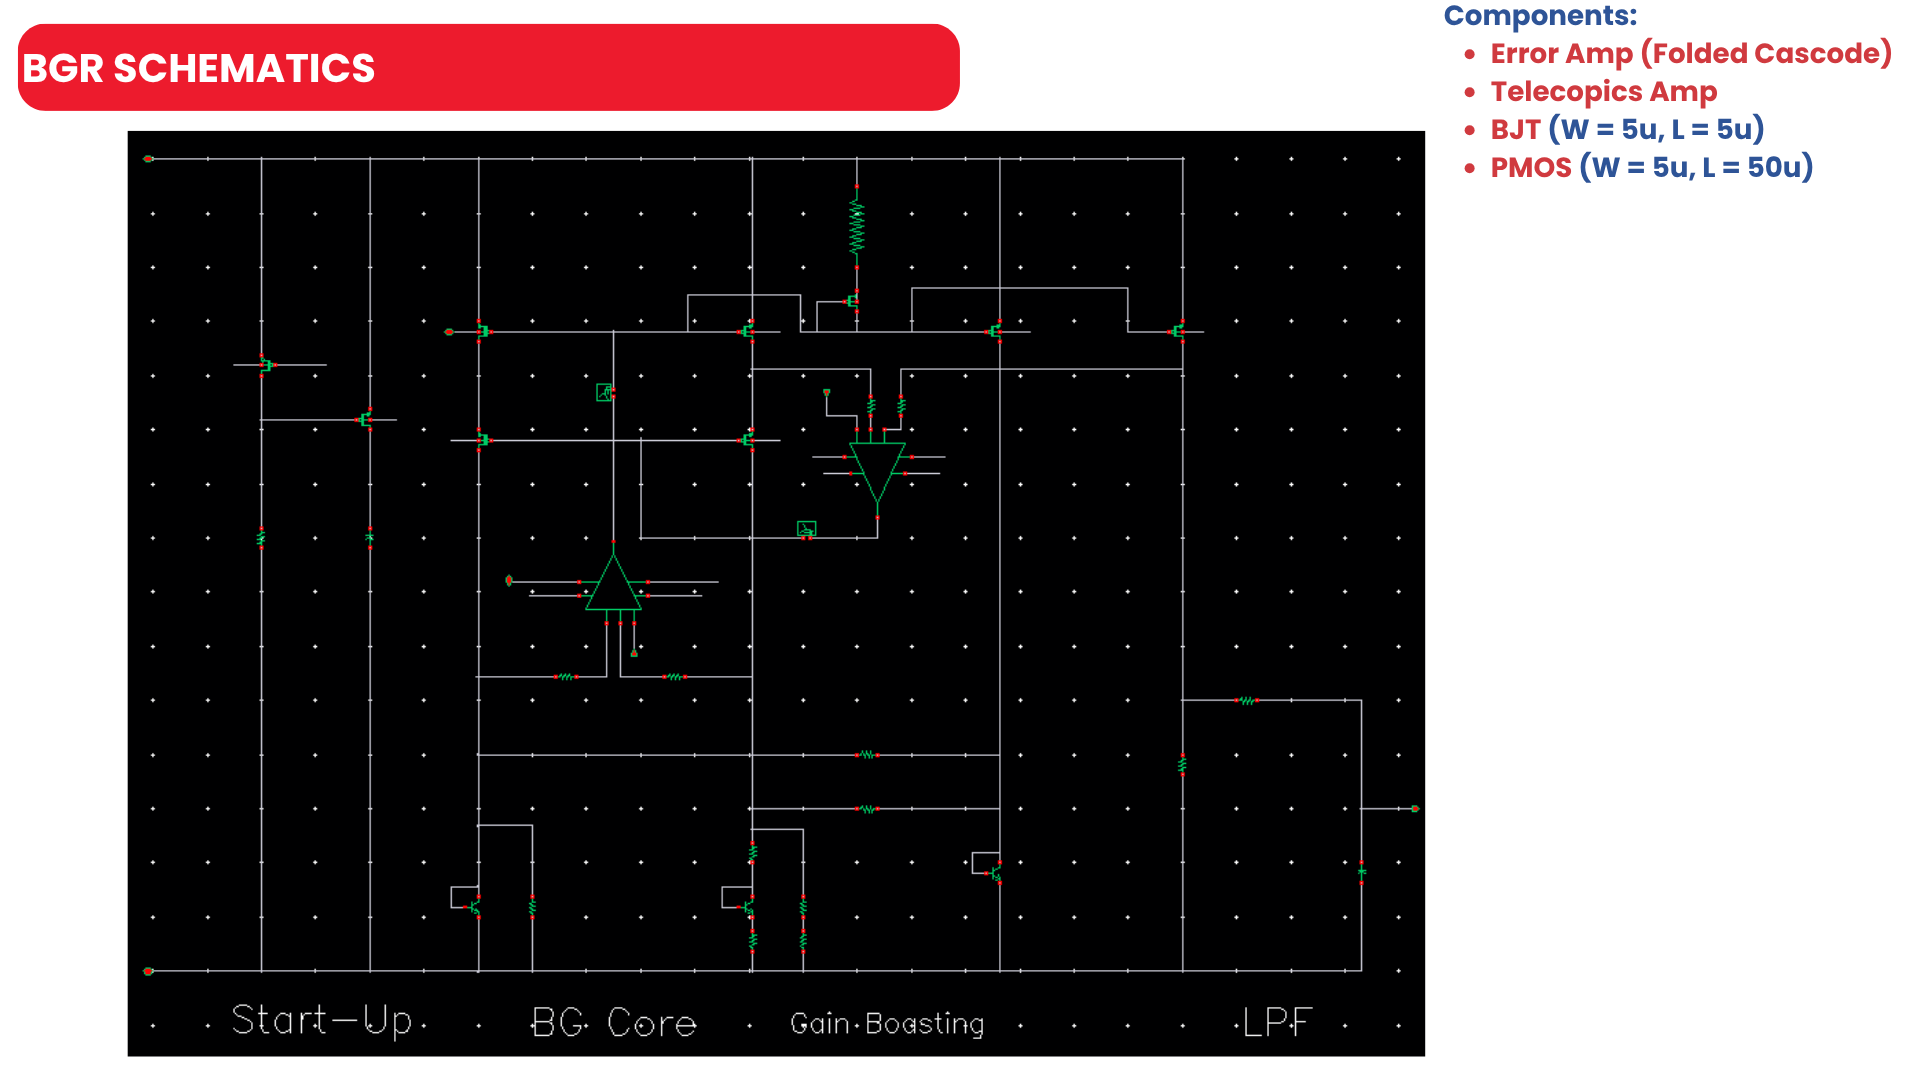 BGR SCHEMATICS
Components:
• Error Amp (Folded Cascode)
• Telecopics Amp
• BJT (W = 5u, L = 5u)
• PMOS (W = 5u, L = 50u)
Start-Up
BG Core
Gain Boasting
LPF